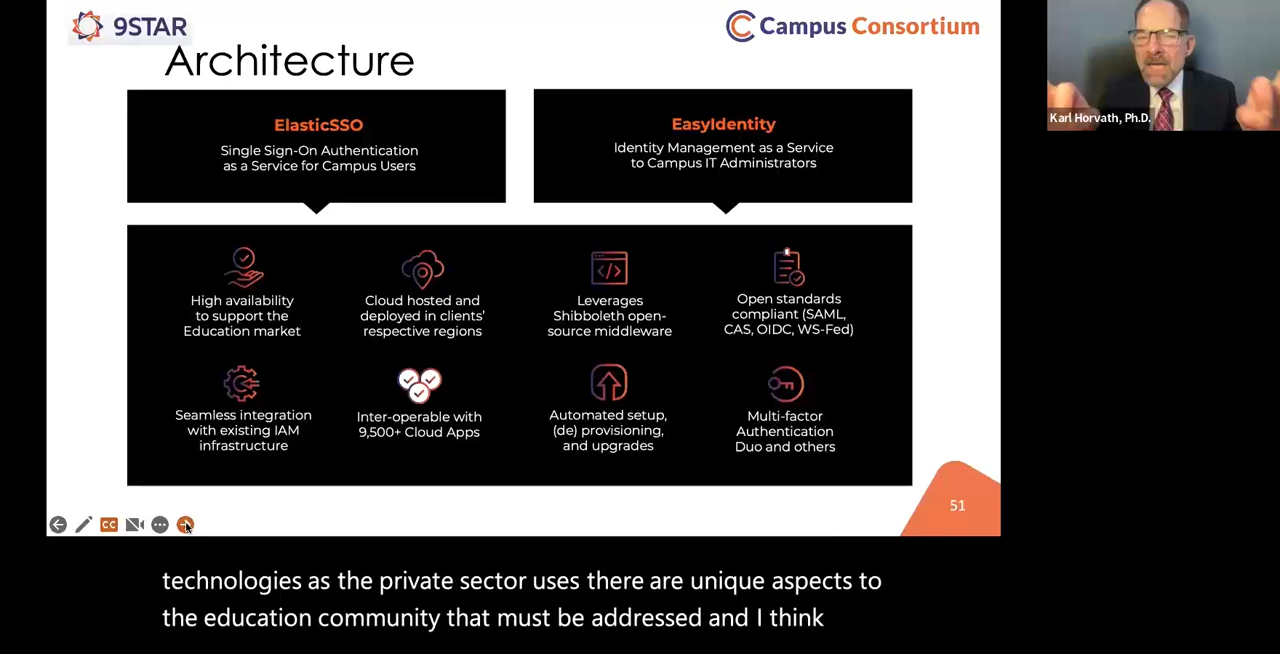 9STAR
Campus Consortium
Architecture
ElasticSSO
Single Sign-On Authentication
as a Service for Campus Users
EasyIdentity
Identity Management as a Service
to Campus IT Administrators
High availability
to support the
Education market
Cloud hosted and
deployed in clients'
respective regions
Leverages
Shibboleth open-
source middleware
Open standards
compliant (SAML,
CAS, OIDC, WS-Fed)
Seamless integration
with existing IAM
infrastructure
Inter-operable with
9,500+ Cloud Apps
Automated setup,
(de) provisioning,
and upgrades
Multi-factor
Authentication
Duo and others
51
CC
Karl Horvath, Ph.D.
technologies as the private sector uses there are unique aspects to
the education community that must be addressed and I think